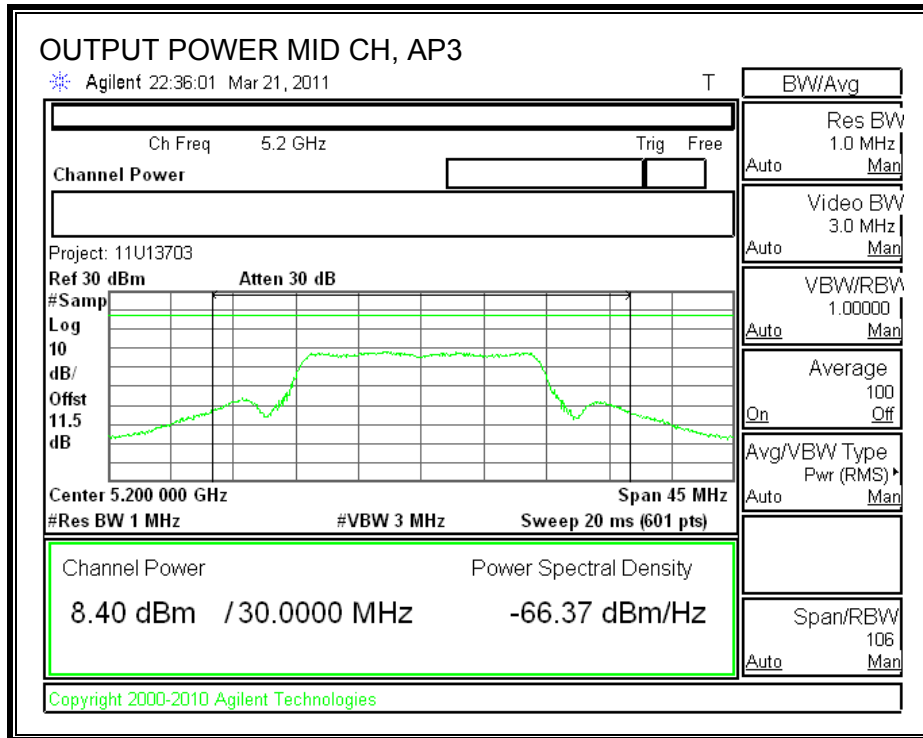 OUTPUT POWER MID CH, AP3
Agilent 22:36:01 Mar 21, 2011 T
Ch Freq 5.2 GHz Trig Free
Channel Power
Project: 11U13703
Ref 30 dBm Atten 30 dB
#Samp
Log
10
dB/
Offst
11.5
dB
Center 5.200 000 GHz Span 45 MHz
#Res BW 1 MHz #VBW 3 MHz Sweep 20 ms (601 pts)
Channel Power Power Spectral Density
8.40 dBm / 30.0000 MHz -66.37 dBm/Hz
Copyright 2000-2010 Agilent Technologies
BW/Avg
Res BW
1.0 MHz
Auto Man
Video BW
3.0 MHz
Auto Man
VBW/RBW
1.00000
Auto Man
Average
100
On Off
Avg/VBW Type
Pwr (RMS)
Auto Man
Span/RBW
106
Auto Man